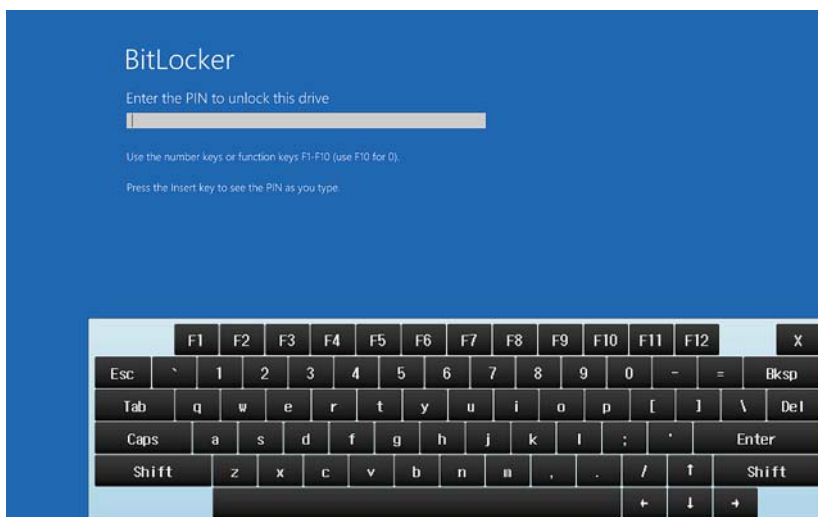 BitLocker
Enter the PIN to unlock this drive
Use the number keys or function keys F1-F10 (use F10 for 0).
Press the Insert key to see the PIN as you type.
F1 F2 F3 F4 F5 F6 F7 F8 F9 F10 F11 F12 X
Esc ` 1 2 3 4 5 6 7 8 9 0 - = Bksp
Tab q w e r t y u i o p [ ] \ Del
Caps a s d f g h j k l ; ' Enter
Shift z x c v b n m , . / ↑ Shift
← ↓ →